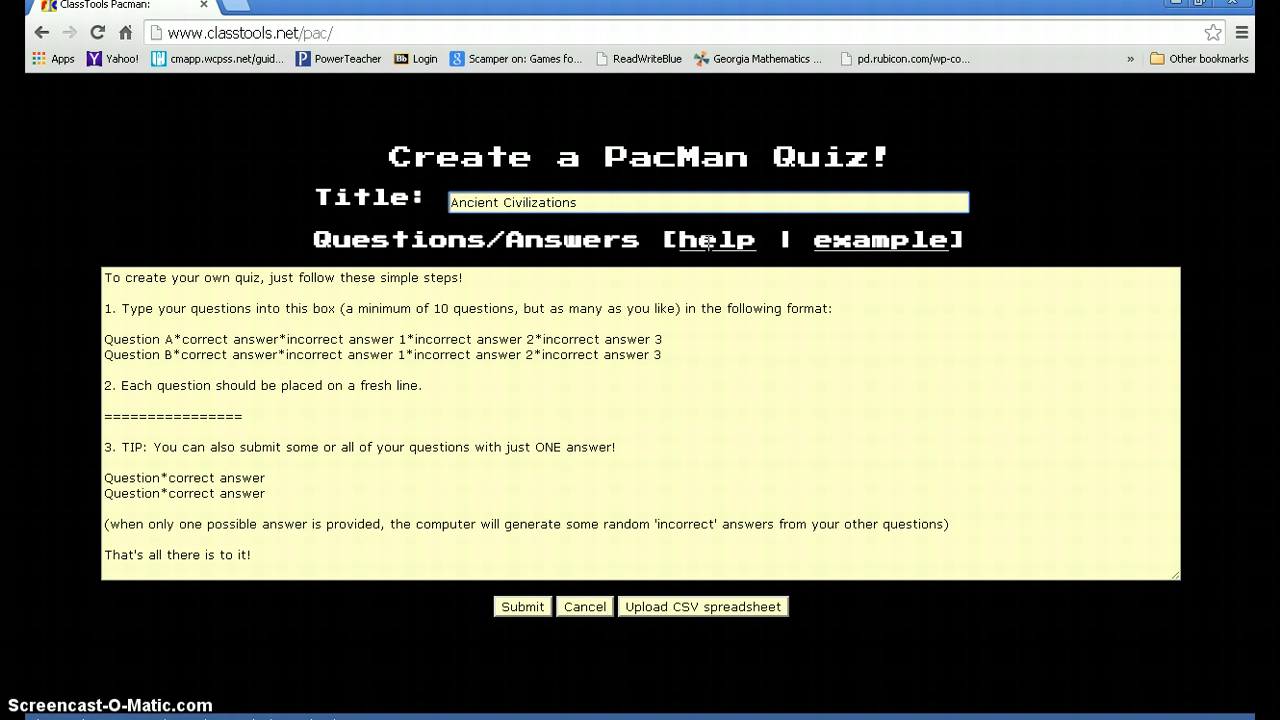 ClassTools Pacman:
www.classtools.net/pac/
Apps Yahoo! cmapp.wcpss.net/guid... PowerTeacher Bb Login Scamper on: Games fo... ReadWriteBlue Georgia Mathematics ... pd.rubicon.com/wp-co... » Other bookmarks
Create a PacMan Quiz!
Title: Ancient Civilizations
Questions/Answers [help | example]
To create your own quiz, just follow these simple steps!
1. Type your questions into this box (a minimum of 10 questions, but as many as you like) in the following format:
Question A*correct answer*incorrect answer 1*incorrect answer 2*incorrect answer 3
Question B*correct answer*incorrect answer 1*incorrect answer 2*incorrect answer 3
2. Each question should be placed on a fresh line.
================
3. TIP: You can also submit some or all of your questions with just ONE answer!
Question*correct answer
Question*correct answer
(when only one possible answer is provided, the computer will generate some random 'incorrect' answers from your other questions)
That's all there is to it!
Submit Cancel Upload CSV spreadsheet
Screencast-O-Matic.com